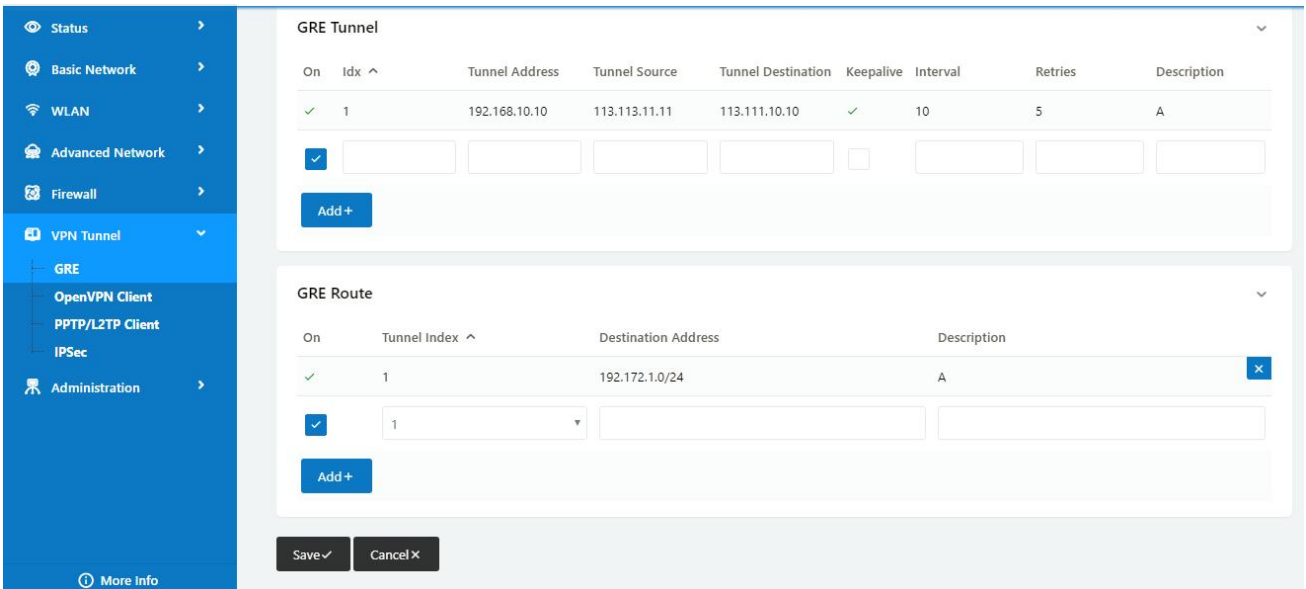 Status
Basic Network
WLAN
Advanced Network
Firewall
VPN Tunnel
GRE
OpenVPN Client
PPTP/L2TP Client
IPSec
Administration
More Info
GRE Tunnel
On Idx Tunnel Address Tunnel Source Tunnel Destination Keepalive Interval Retries Description
1 192.168.10.10 113.113.11.11 113.111.10.10 10 5 A
Add+
GRE Route
On Tunnel Index Destination Address Description
1 192.172.1.0/24 A
1
Add+
Save Cancel